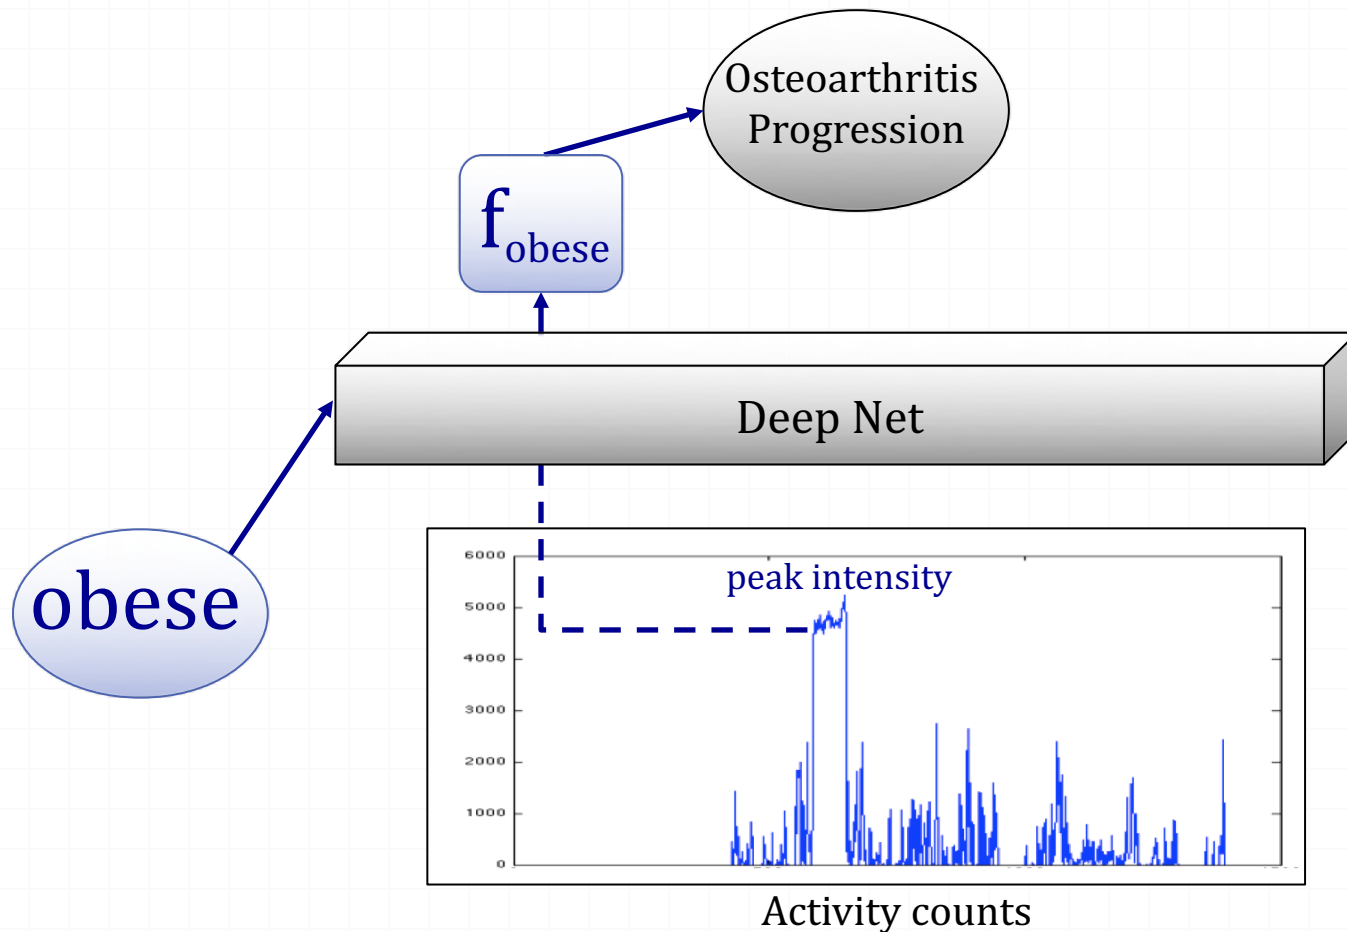 Osteoarthritis
Progression
f obese
Deep Net
obese
6000
peak intensity
5000
4000
3000
2000
1000
0
Activity counts